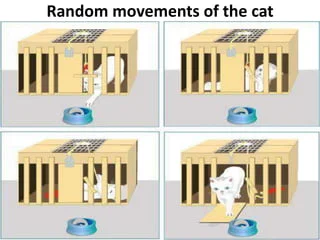 Random movements of the cat